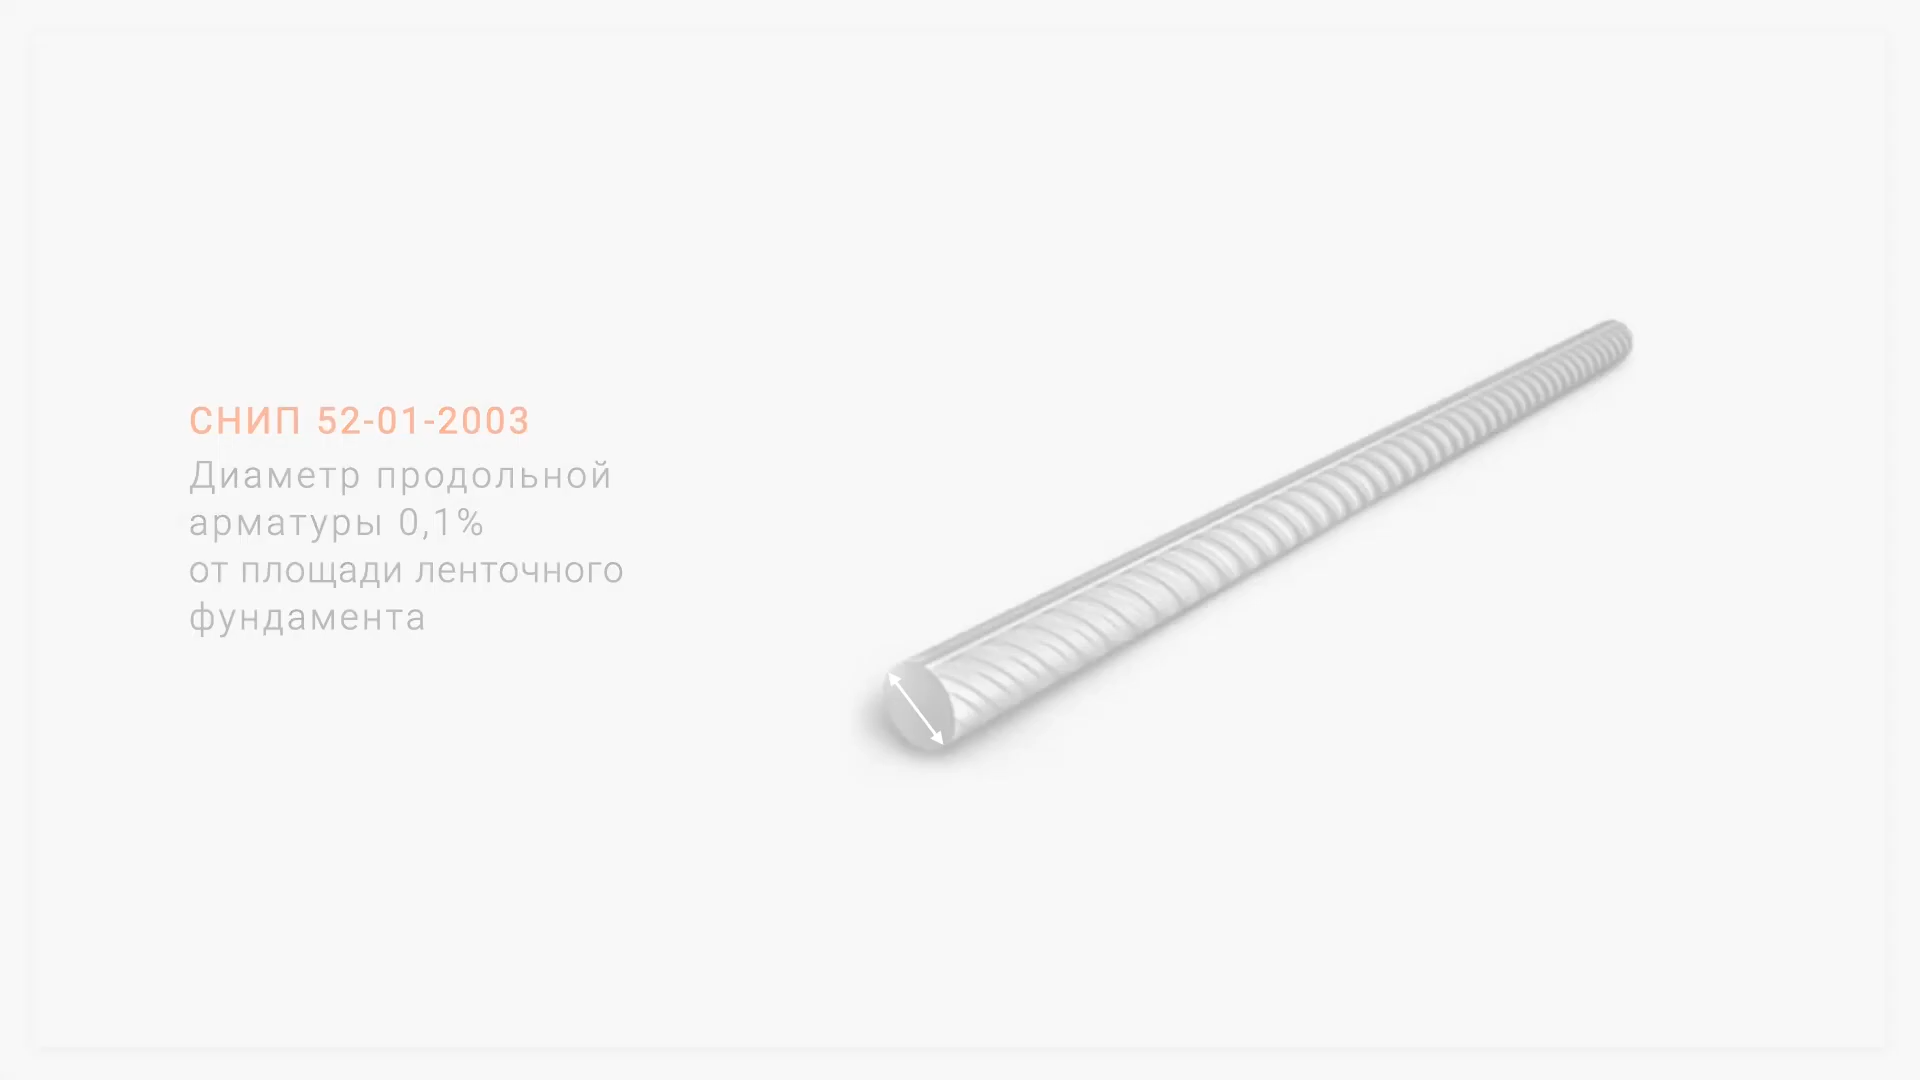 СНИП 52-01-2003
Диаметр продольной
арматуры 0,1%
от площади ленточного
фундамента